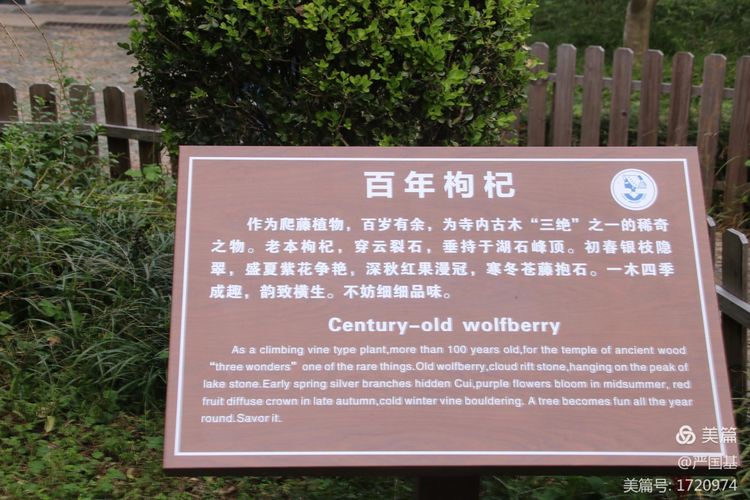 百年枸杞
作为爬藤植物，百岁有余，为寺内古木“三绝”之一的稀奇
之物。老本枸杞，穿云裂石，垂持于湖石峰顶。初春银枝隐
翠，盛夏紫花争艳，深秋红果漫冠，寒冬苍藤抱石。一木四季
成趣，韵致横生。不妨细细品味。
Century-old wolfberry
As a climbing vine type plant,more than 100 years old,for the temple of ancient wood
“three wonders” one of the rare things.Old wolfberry,cloud rift stone,hanging on the peak of
lake stone.Early spring silver branches hidden Cui,purple flowers bloom in midsummer, red
fruit diffuse crown in late autumn,cold winter vine bouldering. A tree becomes fun all the year
round.Savor it.
美篇
@严国基
美篇号: 1720974